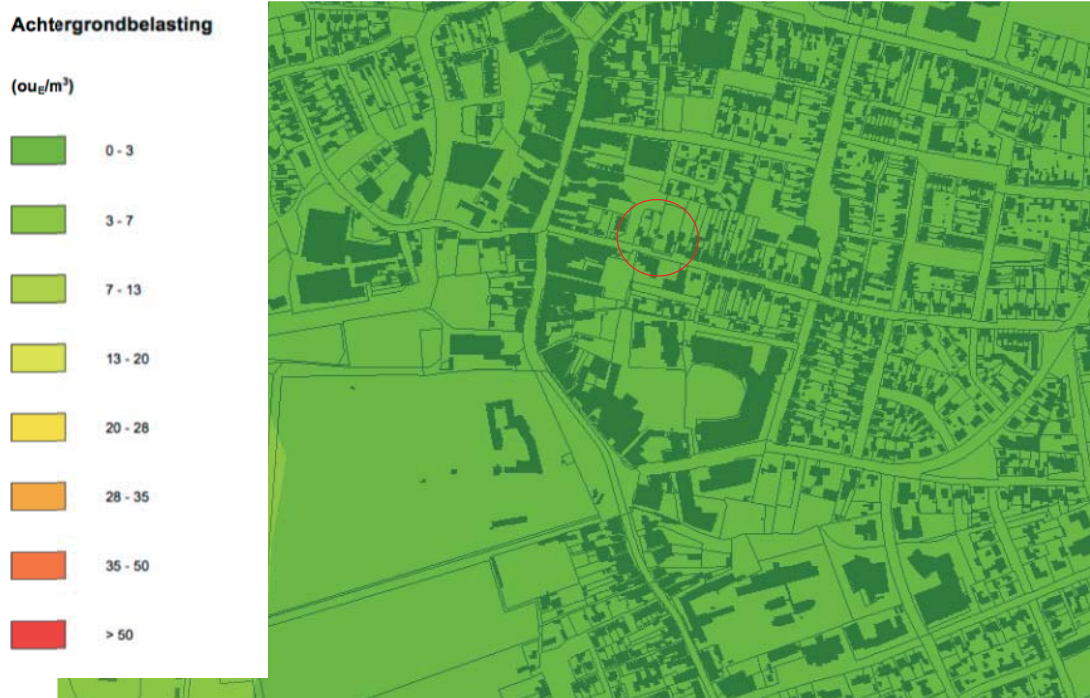 Achtergrondbelasting
(ouE/m³)
0 - 3
3 - 7
7 - 13
13 - 20
20 - 28
28 - 35
35 - 50
> 50